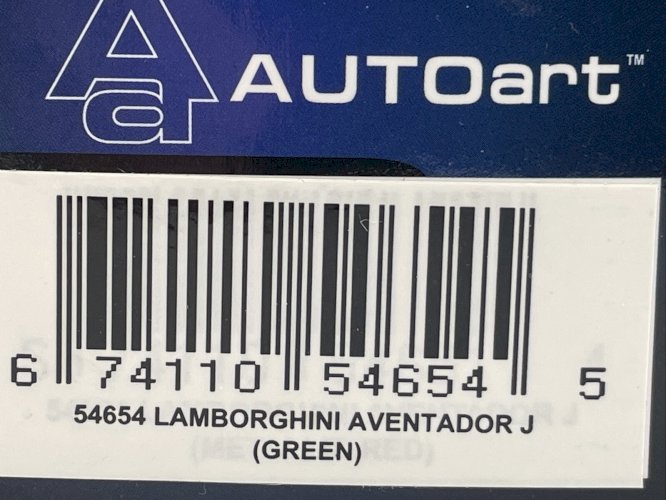 AUTOart™
6 74110 54654 5
54654 LAMBORGHINI AVENTADOR J
(GREEN)